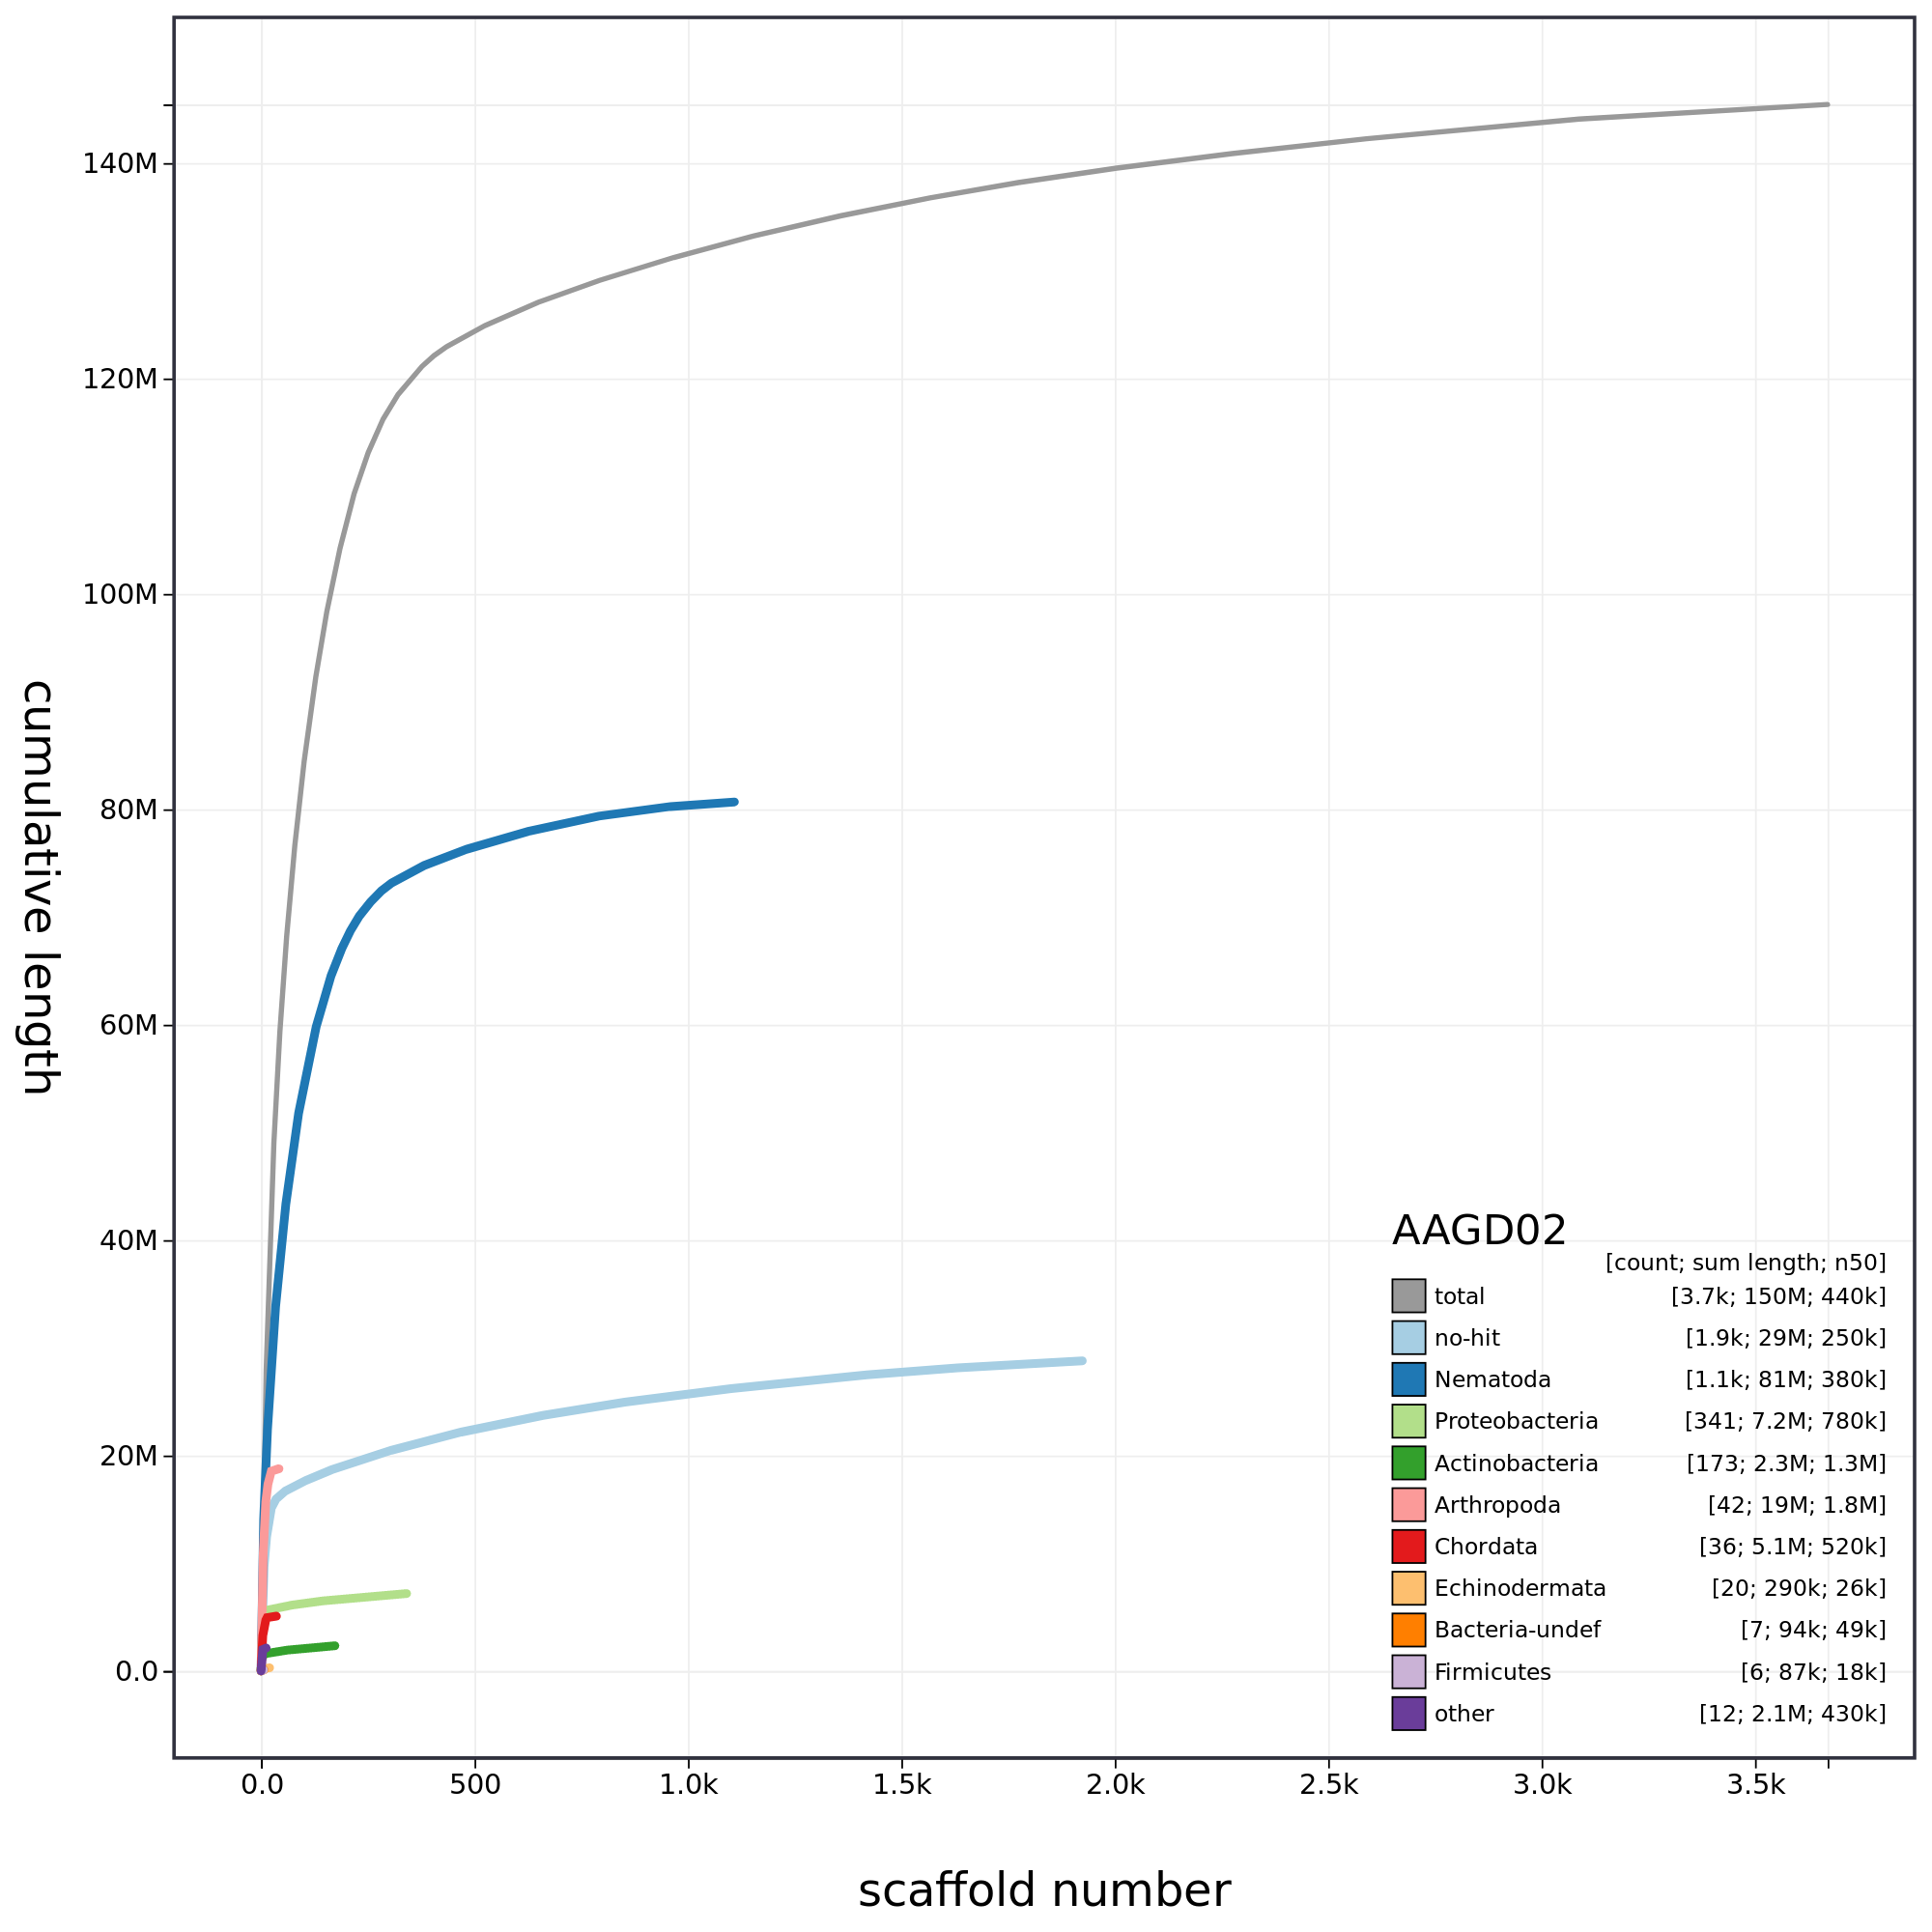 140M
120M
100M
80M
60M
40M
20M
0.0
cumulative length
AAGD02
[count; sum length; n50]
total [3.7k; 150M; 440k]
no-hit [1.9k; 29M; 250k]
Nematoda [1.1k; 81M; 380k]
Proteobacteria [341; 7.2M; 780k]
Actinobacteria [173; 2.3M; 1.3M]
Arthropoda [42; 19M; 1.8M]
Chordata [36; 5.1M; 520k]
Echinodermata [20; 290k; 26k]
Bacteria-undef [7; 94k; 49k]
Firmicutes [6; 87k; 18k]
other [12; 2.1M; 430k]
0.0 500 1.0k 1.5k 2.0k 2.5k 3.0k 3.5k
scaffold number